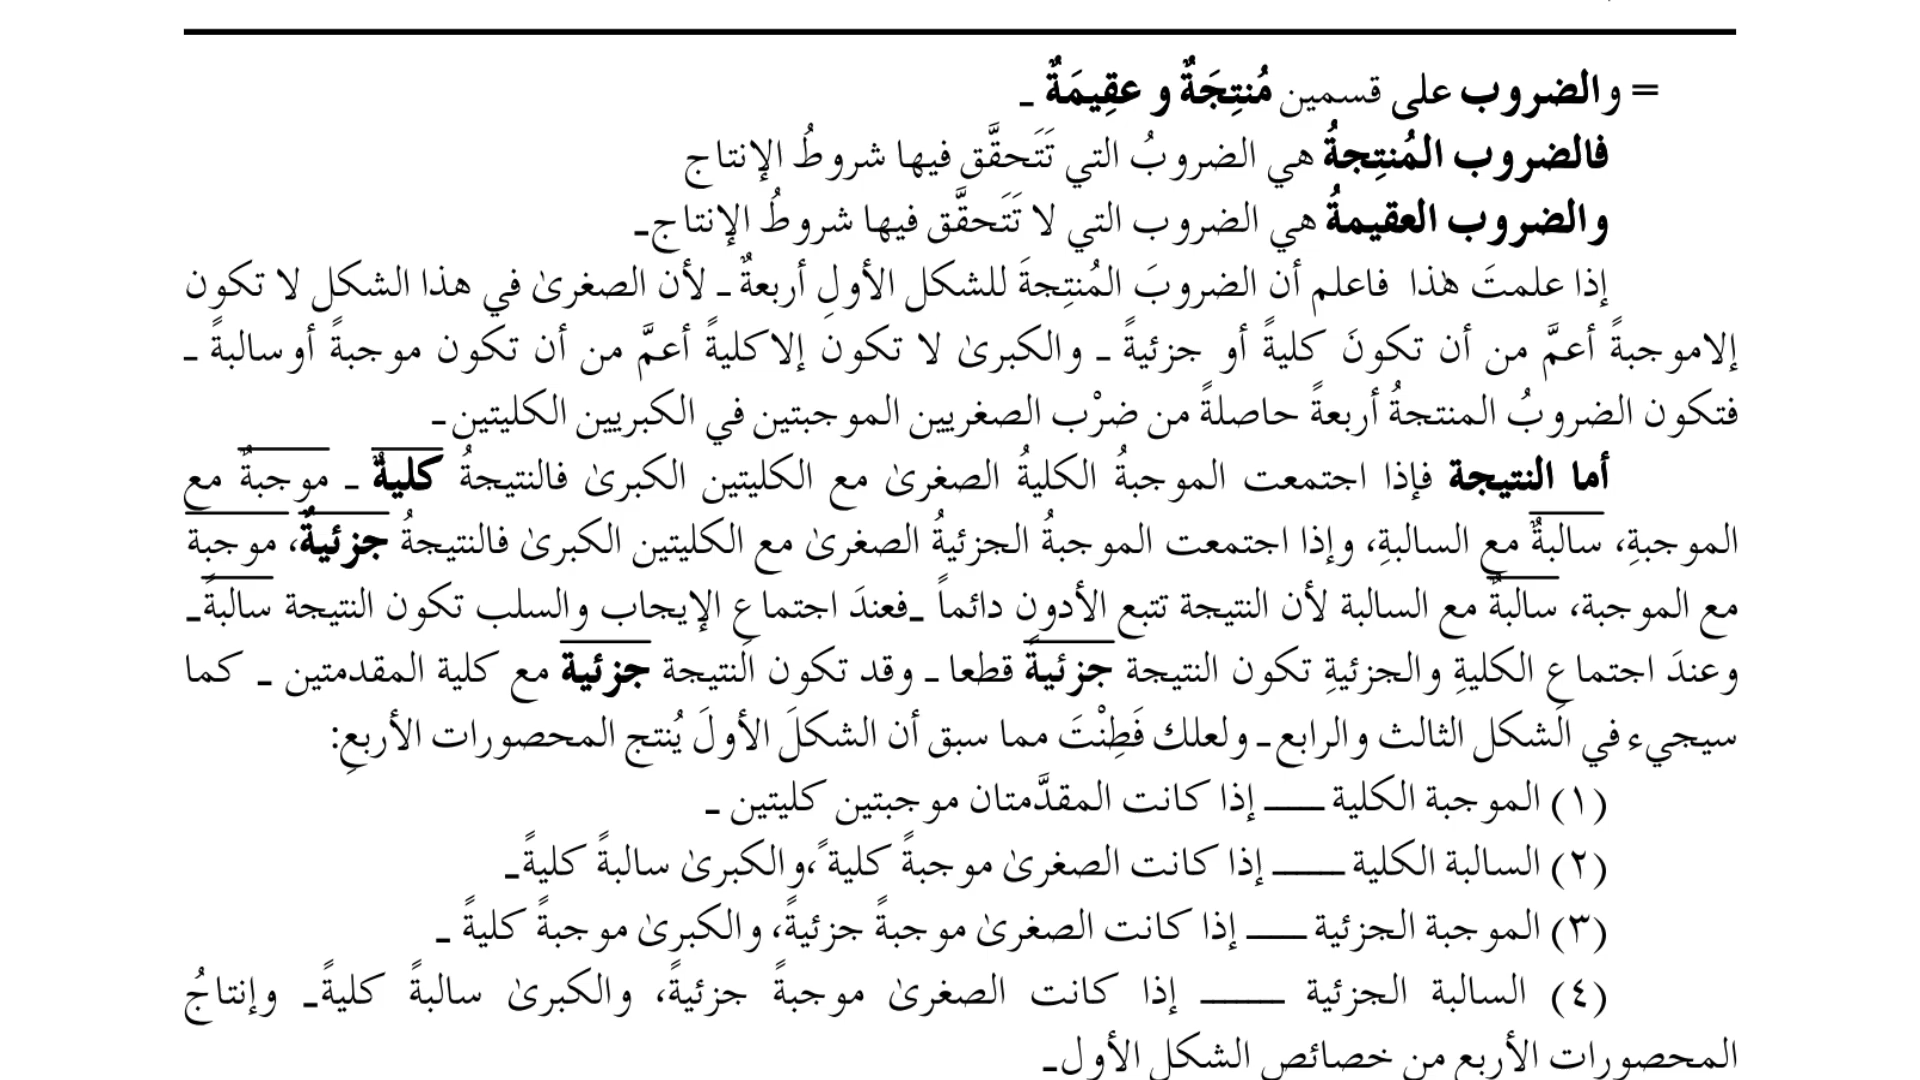 = والضروب على قسمين مُنتِجَةٌ و عقِيمَةٌ ـ
فالضروب المُنتِجةُ هي الضروبُ التي تَتَحقَّق فيها شروطُ الإنتاج
والضروب العقيمةُ هي الضروب التي لا تَتَحقَّق فيها شروطُ الإنتاج ـ
إذا علمتَ هٰذا فاعلم أن الضروبَ المُنتِجةَ للشكل الأولِ أربعةٌ ـ لأن الصغرىٰ في هذا الشكل لا تكون
إلاموجبةً أعمَّ من أن تكونَ كليةً أو جزئيةً ـ والكبرىٰ لا تكون إلاكليةً أعمَّ من أن تكون موجبةً أوسالبةً ـ
فتكون الضروبُ المنتجةُ أربعةً حاصلةً من ضرْب الصغريين الموجبتين في الكبريين الكليتين ـ
أما النتيجة فإذا اجتمعت الموجبةُ الكليةُ الصغرىٰ مع الكليتين الكبرىٰ فالنتيجةُ كليةٌ ـ موجبةٌ مع
الموجبةِ، سالبةٌ مع السالبةِ، وإذا اجتمعت الموجبةُ الجزئيةُ الصغرىٰ مع الكليتين الكبرىٰ فالنتيجةُ جزئيةٌ، موجبة
مع الموجبة، سالبةٌ مع السالبة لأن النتيجة تتبع الأدون دائماً ـ فعندَ اجتماعِ الإيجاب والسلب تكون النتيجة سالبةً ـ
وعندَ اجتماعِ الكليةِ والجزئيةِ تكون النتيجة جزئيةً قطعا ـ وقد تكون النتيجة جزئية مع كلية المقدمتين ـ كما
سيجيء في الشكل الثالث والرابع ـ ولعلك فَطِنْتَ مما سبق أن الشكلَ الأولَ يُنتج المحصورات الأربعِ:
(١) الموجبة الكلية ـــــ إذا كانت المقدَّمتان موجبتين كليتين ـ
(٢) السالبة الكلية ـــــ إذا كانت الصغرىٰ موجبةً كليةً،والكبرىٰ سالبةً كليةً ـ
(٣) الموجبة الجزئية ـــــ إذا كانت الصغرىٰ موجبةً جزئيةً، والكبرىٰ موجبةً كليةً ـ
(٤) السالبة الجزئية ـــــ إذا كانت الصغرىٰ موجبةً جزئيةً، والكبرىٰ سالبةً كليةً ـ وإنتاجُ
المحصورات الأربع من خصائص الشكل الأول ـ